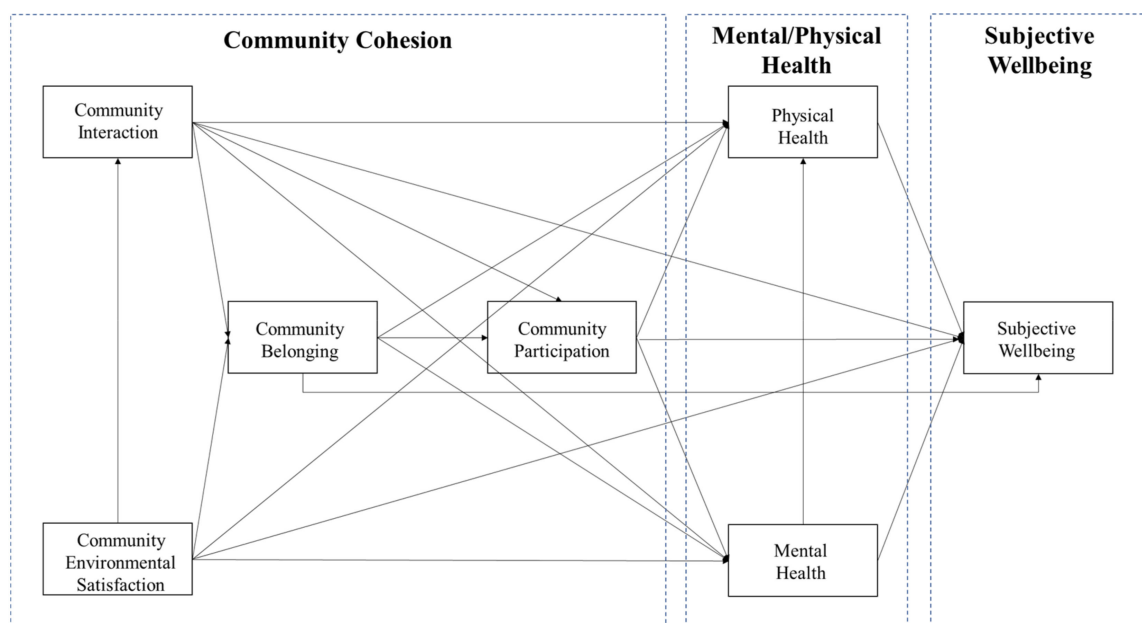 Community Cohesion
Mental/Physical
Health
Subjective
Wellbeing
Community
Interaction
Physical
Health
Community
Belonging
Community
Participation
Subjective
Wellbeing
Community
Environmental
Satisfaction
Mental
Health